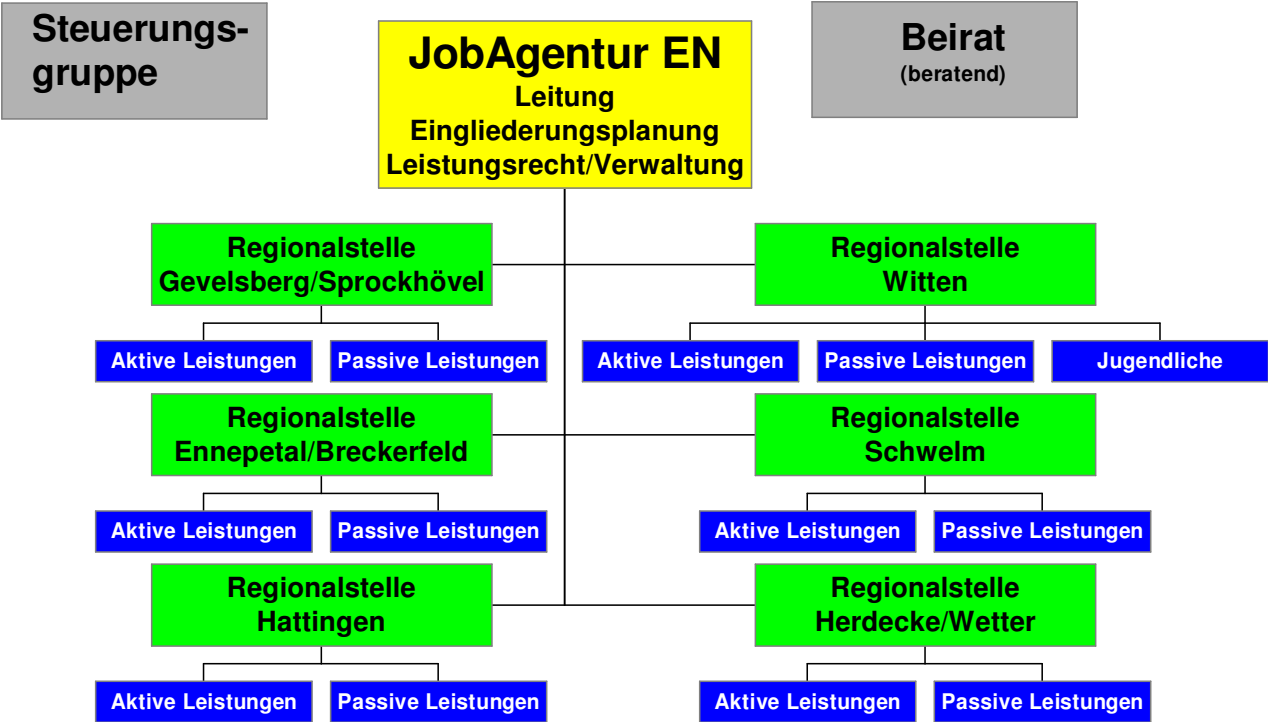 Steuerungs-
gruppe
JobAgentur EN
Leitung
Eingliederungsplanung
Leistungsrecht/Verwaltung
Beirat
(beratend)
Regionalstelle
Gevelsberg/Sprockhövel
Regionalstelle
Witten
Aktive Leistungen
Passive Leistungen
Aktive Leistungen
Passive Leistungen
Jugendliche
Regionalstelle
Ennepetal/Breckerfeld
Regionalstelle
Schwelm
Aktive Leistungen
Passive Leistungen
Aktive Leistungen
Passive Leistungen
Regionalstelle
Hattingen
Regionalstelle
Herdecke/Wetter
Aktive Leistungen
Passive Leistungen
Aktive Leistungen
Passive Leistungen